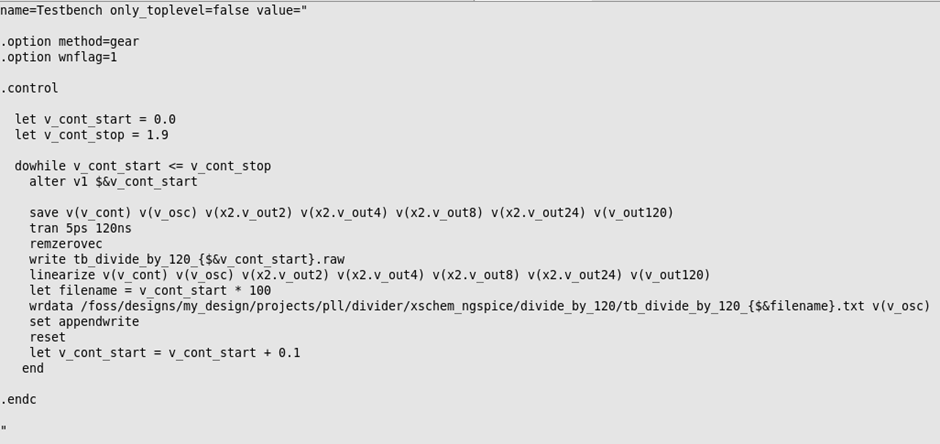 name=Testbench only_toplevel=false value="
.option method=gear
.option wnflag=1
.control
let v_cont_start = 0.0
let v_cont_stop = 1.9
dowhile v_cont_start <= v_cont_stop
alter v1 $&v_cont_start
save v(v_cont) v(v_osc) v(x2.v_out2) v(x2.v_out4) v(x2.v_out8) v(x2.v_out24) v(v_out120)
tran 5ps 120ns
remzerovec
write tb_divide_by_120_{$&v_cont_start}.raw
linearize v(v_cont) v(v_osc) v(x2.v_out2) v(x2.v_out4) v(x2.v_out8) v(x2.v_out24) v(v_out120)
let filename = v_cont_start * 100
wrdata /foss/designs/my_design/projects/pll/divider/xschem_ngspice/divide_by_120/tb_divide_by_120_{$&filename}.txt v(v_osc)
set appendwrite
reset
let v_cont_start = v_cont_start + 0.1
end
.endc
"